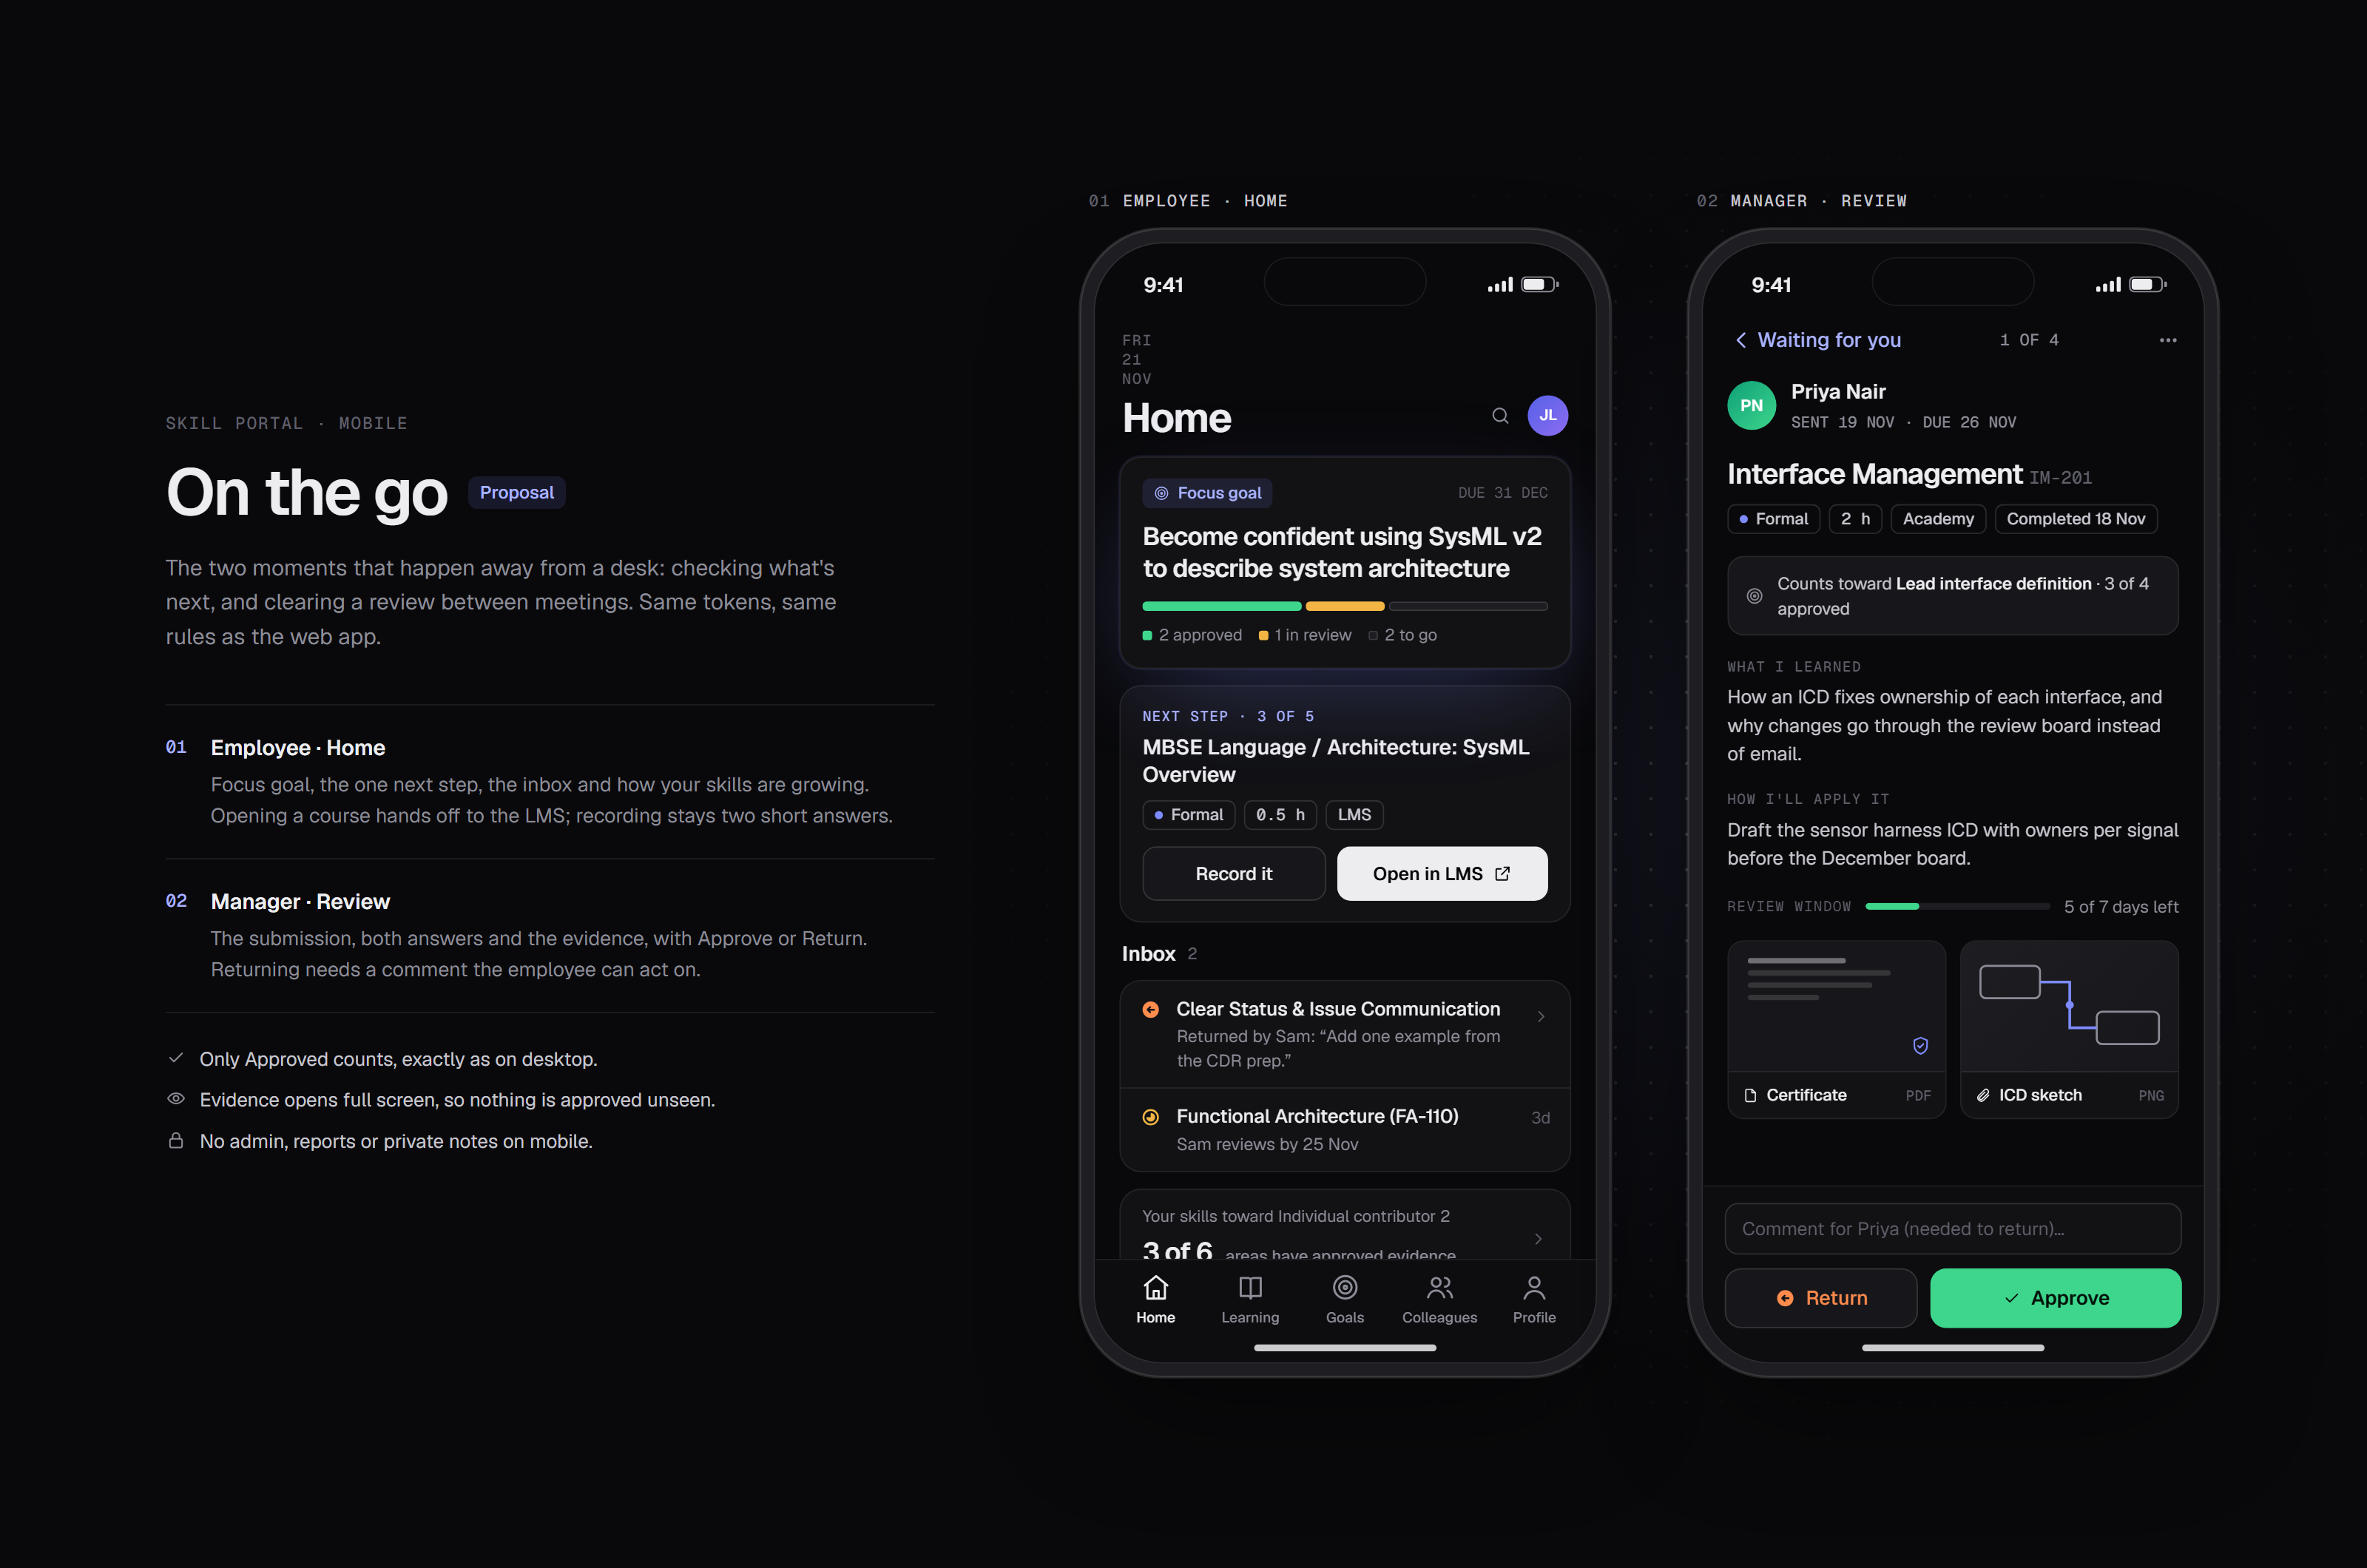 SKILL PORTAL · MOBILE
On the go
Proposal
The two moments that happen away from a desk: checking what's
next, and clearing a review between meetings. Same tokens, same
rules as the web app.
01 Employee · Home
Focus goal, the one next step, the inbox and how your skills are growing.
Opening a course hands off to the LMS; recording stays two short answers.
02 Manager · Review
The submission, both answers and the evidence, with Approve or Return.
Returning needs a comment the employee can act on.
Only Approved counts, exactly as on desktop.
Evidence opens full screen, so nothing is approved unseen.
No admin, reports or private notes on mobile.
01 EMPLOYEE · HOME
9:41
FRI
21
NOV
Home
JL
Focus goal
DUE 31 DEC
Become confident using SysML v2
to describe system architecture
2 approved 1 in review 2 to go
NEXT STEP · 3 OF 5
MBSE Language / Architecture: SysML
Overview
Formal 0.5 h LMS
Record it
Open in LMS
Inbox 2
Clear Status & Issue Communication
Returned by Sam: “Add one example from
the CDR prep.”
Functional Architecture (FA-110)
3d
Sam reviews by 25 Nov
Your skills toward Individual contributor 2
3 of 6 areas have approved evidence
Home Learning Goals Colleagues Profile
02 MANAGER · REVIEW
9:41
Waiting for you
1 OF 4
PN
Priya Nair
SENT 19 NOV · DUE 26 NOV
Interface Management IM-201
Formal 2 h Academy Completed 18 Nov
Counts toward Lead interface definition · 3 of 4
approved
WHAT I LEARNED
How an ICD fixes ownership of each interface, and
why changes go through the review board instead
of email.
HOW I'LL APPLY IT
Draft the sensor harness ICD with owners per signal
before the December board.
REVIEW WINDOW
5 of 7 days left
Certificate PDF
ICD sketch PNG
Comment for Priya (needed to return)…
Return
Approve